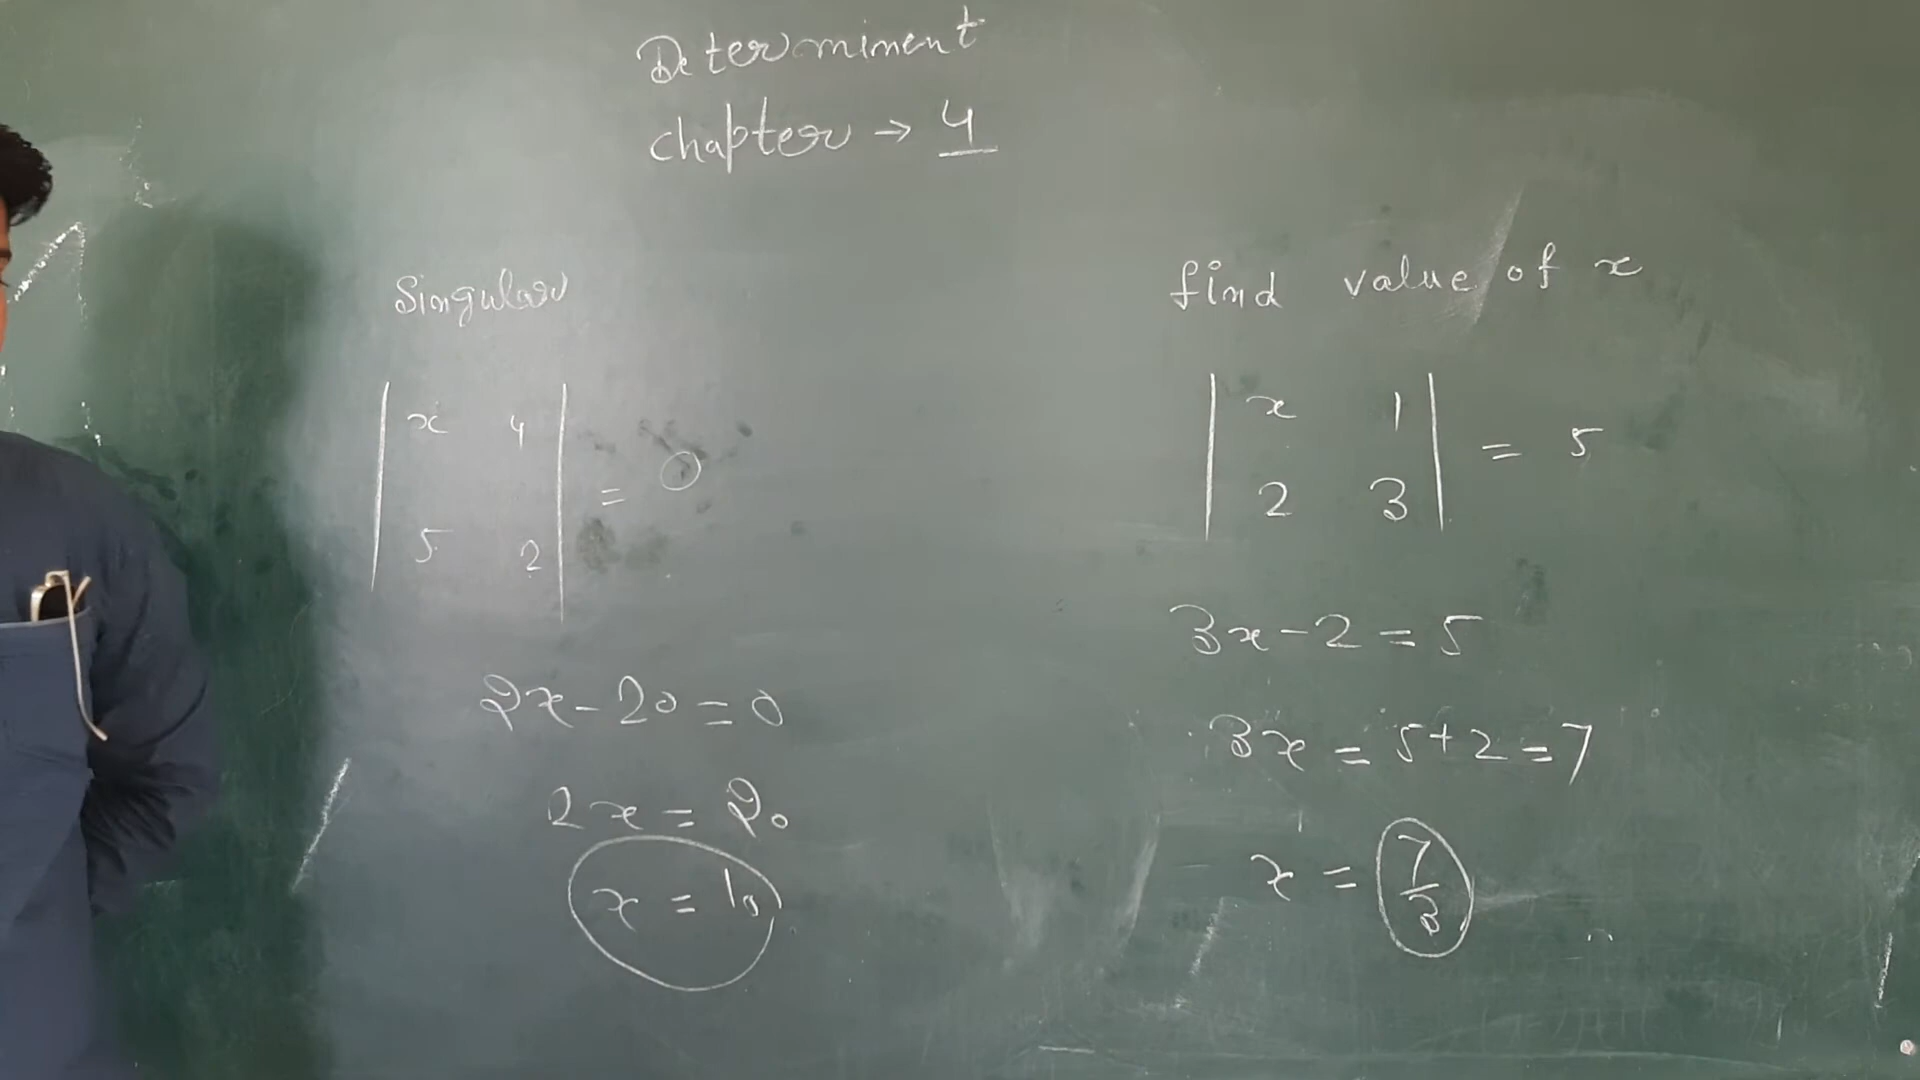 Determinent
chapter → 4
Singular
| x 4 |
| 5 2 | = 0
2x - 20 = 0
2x = 20
x = 10
find value of x
| x 1 |
| 2 3 | = 5
3x - 2 = 5
3x = 5 + 2 = 7
x = 7/3